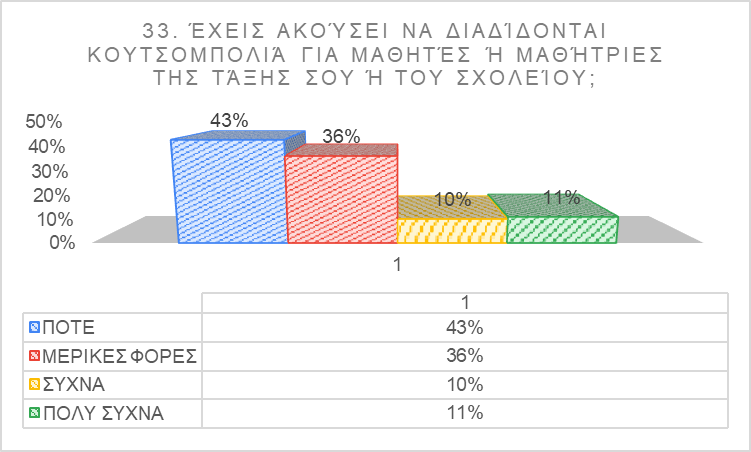 33. ΈΧΕΙΣ ΑΚΟΎΣΕΙ ΝΑ ΔΙΑΔΊΔΟΝΤΑΙ
ΚΟΥΤΣΟΜΠΟΛΙΆ ΓΙΑ ΜΑΘΗΤΈΣ Ή ΜΑΘΉΤΡΙΕΣ
ΤΗΣ ΤΆΞΗΣ ΣΟΥ Ή ΤΟΥ ΣΧΟΛΕΊΟΥ;
43%
36%
10%
11%
50%
40%
30%
20%
10%
0%
1
1
ΠΟΤΕ 43%
ΜΕΡΙΚΕΣ ΦΟΡΕΣ 36%
ΣΥΧΝΑ 10%
ΠΟΛΥ ΣΥΧΝΑ 11%